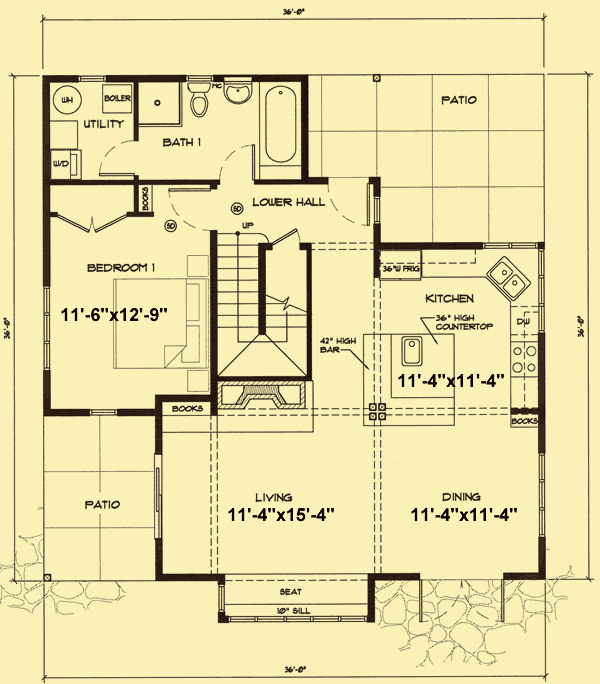 36'-0"
WH
BOILER
MC
UTILITY
BATH 1
PATIO
W/D
BOOKS
SD
LOWER HALL
SD
UP
BEDROOM 1
11'-6"x12'-9"
36"W FRIG
KITCHEN
36" HIGH
COUNTERTOP
DW
42" HIGH
BAR
11'-4"x11'-4"
36'-0"
36'-0"
BOOKS
BOOKS
PATIO
LIVING
11'-4"x15'-4"
DINING
11'-4"x11'-4"
SEAT
10" SILL
36'-0"